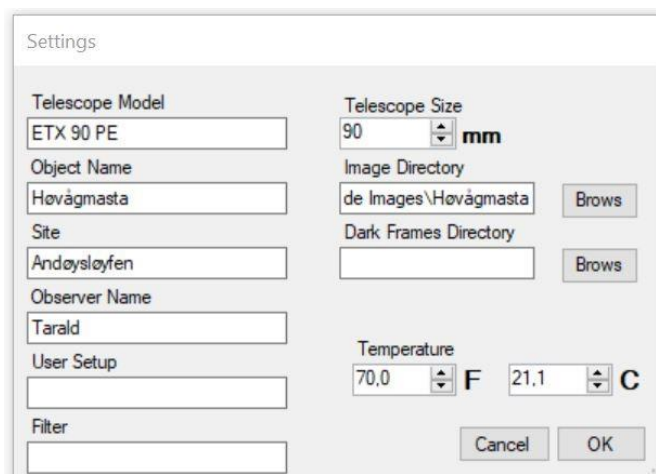 Settings
Telescope Model
ETX 90 PE
Object Name
Høvågmasta
Site
Andøysløyfen
Observer Name
Tarald
User Setup
Filter
Telescope Size
90 mm
Image Directory
de Images\Høvågmasta Brows
Dark Frames Directory
Brows
Temperature
70,0 F 21,1 C
Cancel OK